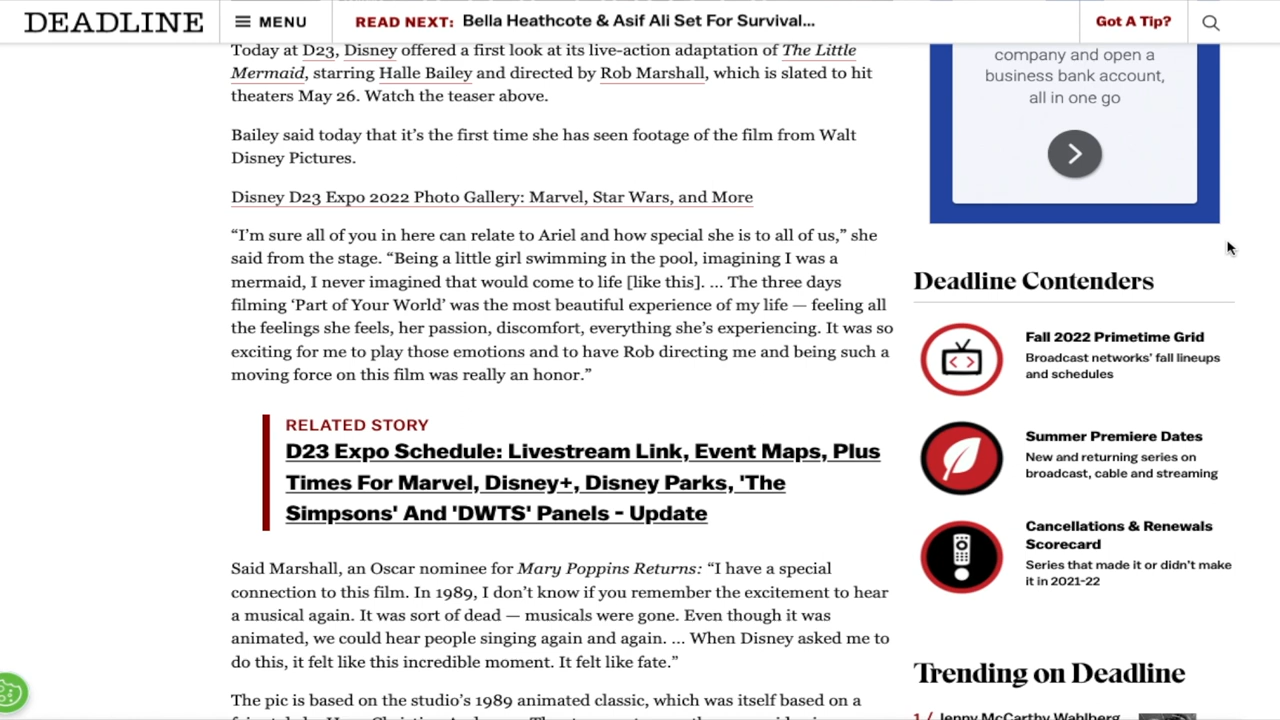 DEADLINE
MENU
READ NEXT: Bella Heathcote & Asif Ali Set For Survival...
Got A Tip?
Today at D23, Disney offered a first look at its live-action adaptation of The Little
Mermaid, starring Halle Bailey and directed by Rob Marshall, which is slated to hit
theaters May 26. Watch the teaser above.
Bailey said today that it’s the first time she has seen footage of the film from Walt
Disney Pictures.
Disney D23 Expo 2022 Photo Gallery: Marvel, Star Wars, and More
“I’m sure all of you in here can relate to Ariel and how special she is to all of us,” she
said from the stage. “Being a little girl swimming in the pool, imagining I was a
mermaid, I never imagined that would come to life [like this]. ... The three days
filming ‘Part of Your World’ was the most beautiful experience of my life — feeling all
the feelings she feels, her passion, discomfort, everything she’s experiencing. It was so
exciting for me to play those emotions and to have Rob directing me and being such a
moving force on this film was really an honor.”
RELATED STORY
D23 Expo Schedule: Livestream Link, Event Maps, Plus
Times For Marvel, Disney+, Disney Parks, 'The
Simpsons' And 'DWTS' Panels - Update
Said Marshall, an Oscar nominee for Mary Poppins Returns: “I have a special
connection to this film. In 1989, I don’t know if you remember the excitement to hear
a musical again. It was sort of dead — musicals were gone. Even though it was
animated, we could hear people singing again and again. ... When Disney asked me to
do this, it felt like this incredible moment. It felt like fate.”
The pic is based on the studio’s 1989 animated classic, which was itself based on a
company and open a
business bank account,
all in one go
Deadline Contenders
Fall 2022 Primetime Grid
Broadcast networks’ fall lineups
and schedules
Summer Premiere Dates
New and returning series on
broadcast, cable and streaming
Cancellations & Renewals
Scorecard
Series that made it or didn’t make
it in 2021-22
Trending on Deadline
1 / Jenny McCarthy Wahlberg